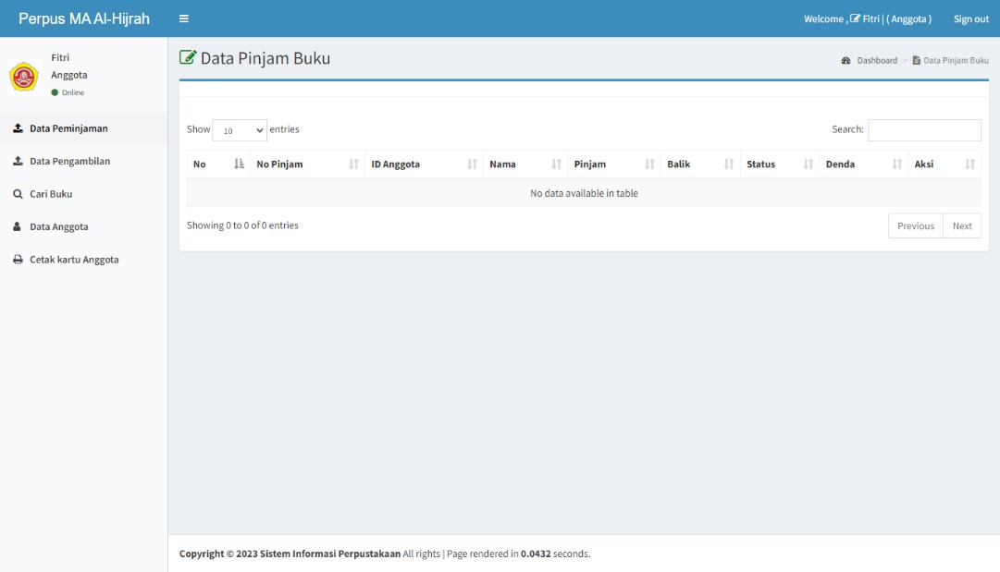 Perpus MA Al-Hijrah
Welcome , Fitri | ( Anggota ) Sign out
Fitri
Anggota
Online
Data Peminjaman
Data Pengambilan
Cari Buku
Data Anggota
Cetak kartu Anggota
Data Pinjam Buku
Dashboard > Data Pinjam Buku
Show 10 entries Search:
No No Pinjam ID Anggota Nama Pinjam Balik Status Denda Aksi
No data available in table
Showing 0 to 0 of 0 entries
Previous Next
Copyright © 2023 Sistem Informasi Perpustakaan All rights | Page rendered in 0.0432 seconds.